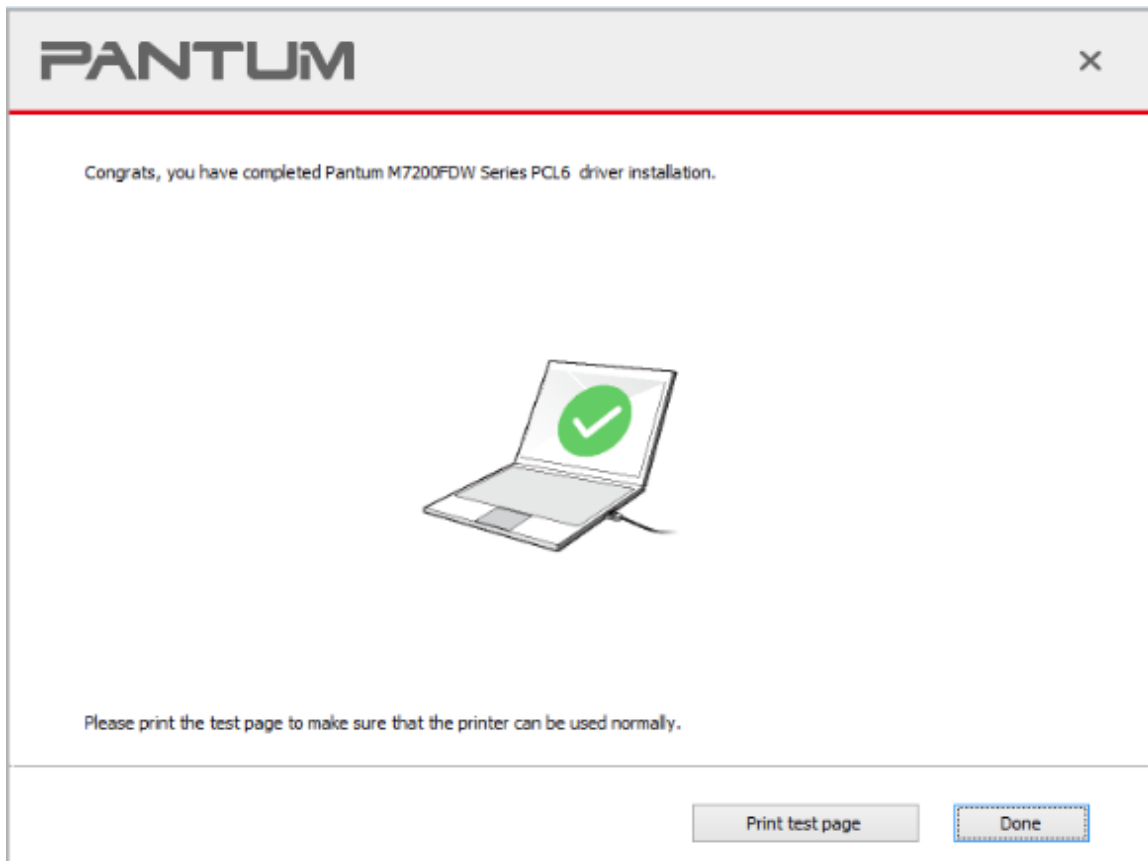 PANTUM
Congrats, you have completed Pantum M7200FDW Series PCL6 driver installation.
Please print the test page to make sure that the printer can be used normally.
Print test page
Done